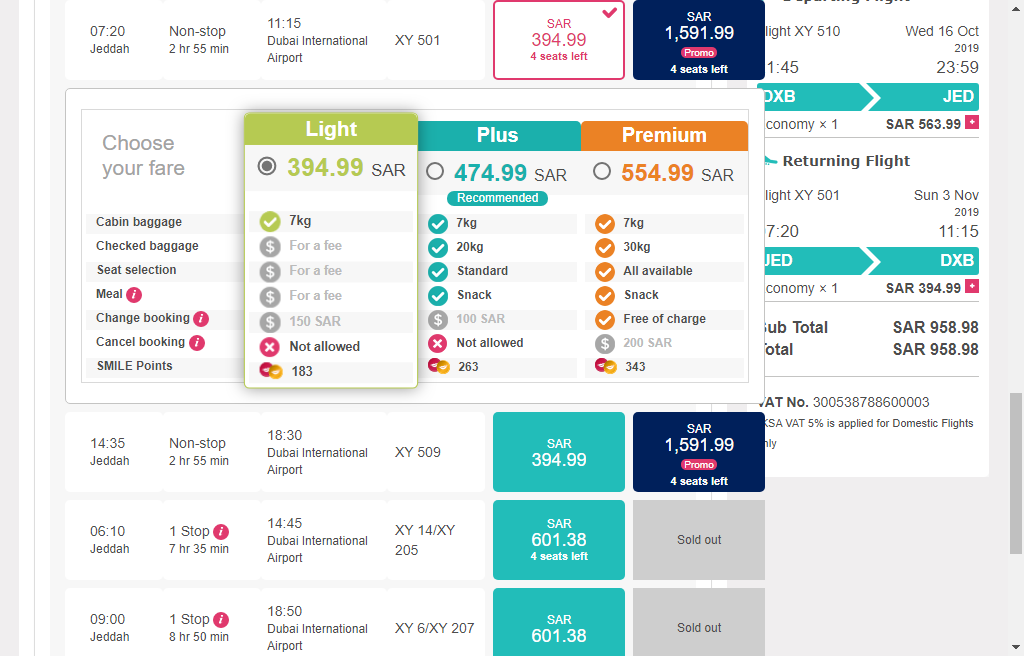 07:20
Jeddah
Non-stop
2 hr 55 min
11:15
Dubai International
Airport
XY 501
SAR
394.99
4 seats left
SAR
1,591.99
Promo
4 seats left
Choose
your fare
Light
394.99 SAR
Plus
474.99 SAR
Recommended
Premium
554.99 SAR
Cabin baggage
7kg
7kg
7kg
Checked baggage
For a fee
20kg
30kg
Seat selection
For a fee
Standard
All available
Meal i
For a fee
Snack
Snack
Change booking i
$ 150 SAR
$ 100 SAR
Free of charge
Cancel booking i
Not allowed
Not allowed
$ 200 SAR
SMILE Points
183
263
343
14:35
Jeddah
Non-stop
2 hr 55 min
18:30
Dubai International
Airport
XY 509
SAR
394.99
SAR
1,591.99
Promo
4 seats left
06:10
Jeddah
1 Stop i
7 hr 35 min
14:45
Dubai International
Airport
XY 14/XY
205
SAR
601.38
4 seats left
Sold out
09:00
Jeddah
1 Stop i
8 hr 50 min
18:50
Dubai International
Airport
XY 6/XY 207
SAR
601.38
Sold out
light XY 510
Wed 16 Oct
2019
1:45
23:59
DXB
JED
conomy × 1
SAR 563.99 +
Returning Flight
light XY 501
Sun 3 Nov
2019
7:20
11:15
JED
DXB
conomy × 1
SAR 394.99 +
ub Total
SAR 958.98
otal
SAR 958.98
VAT No. 300538788600003
KSA VAT 5% is applied for Domestic Flights
nly